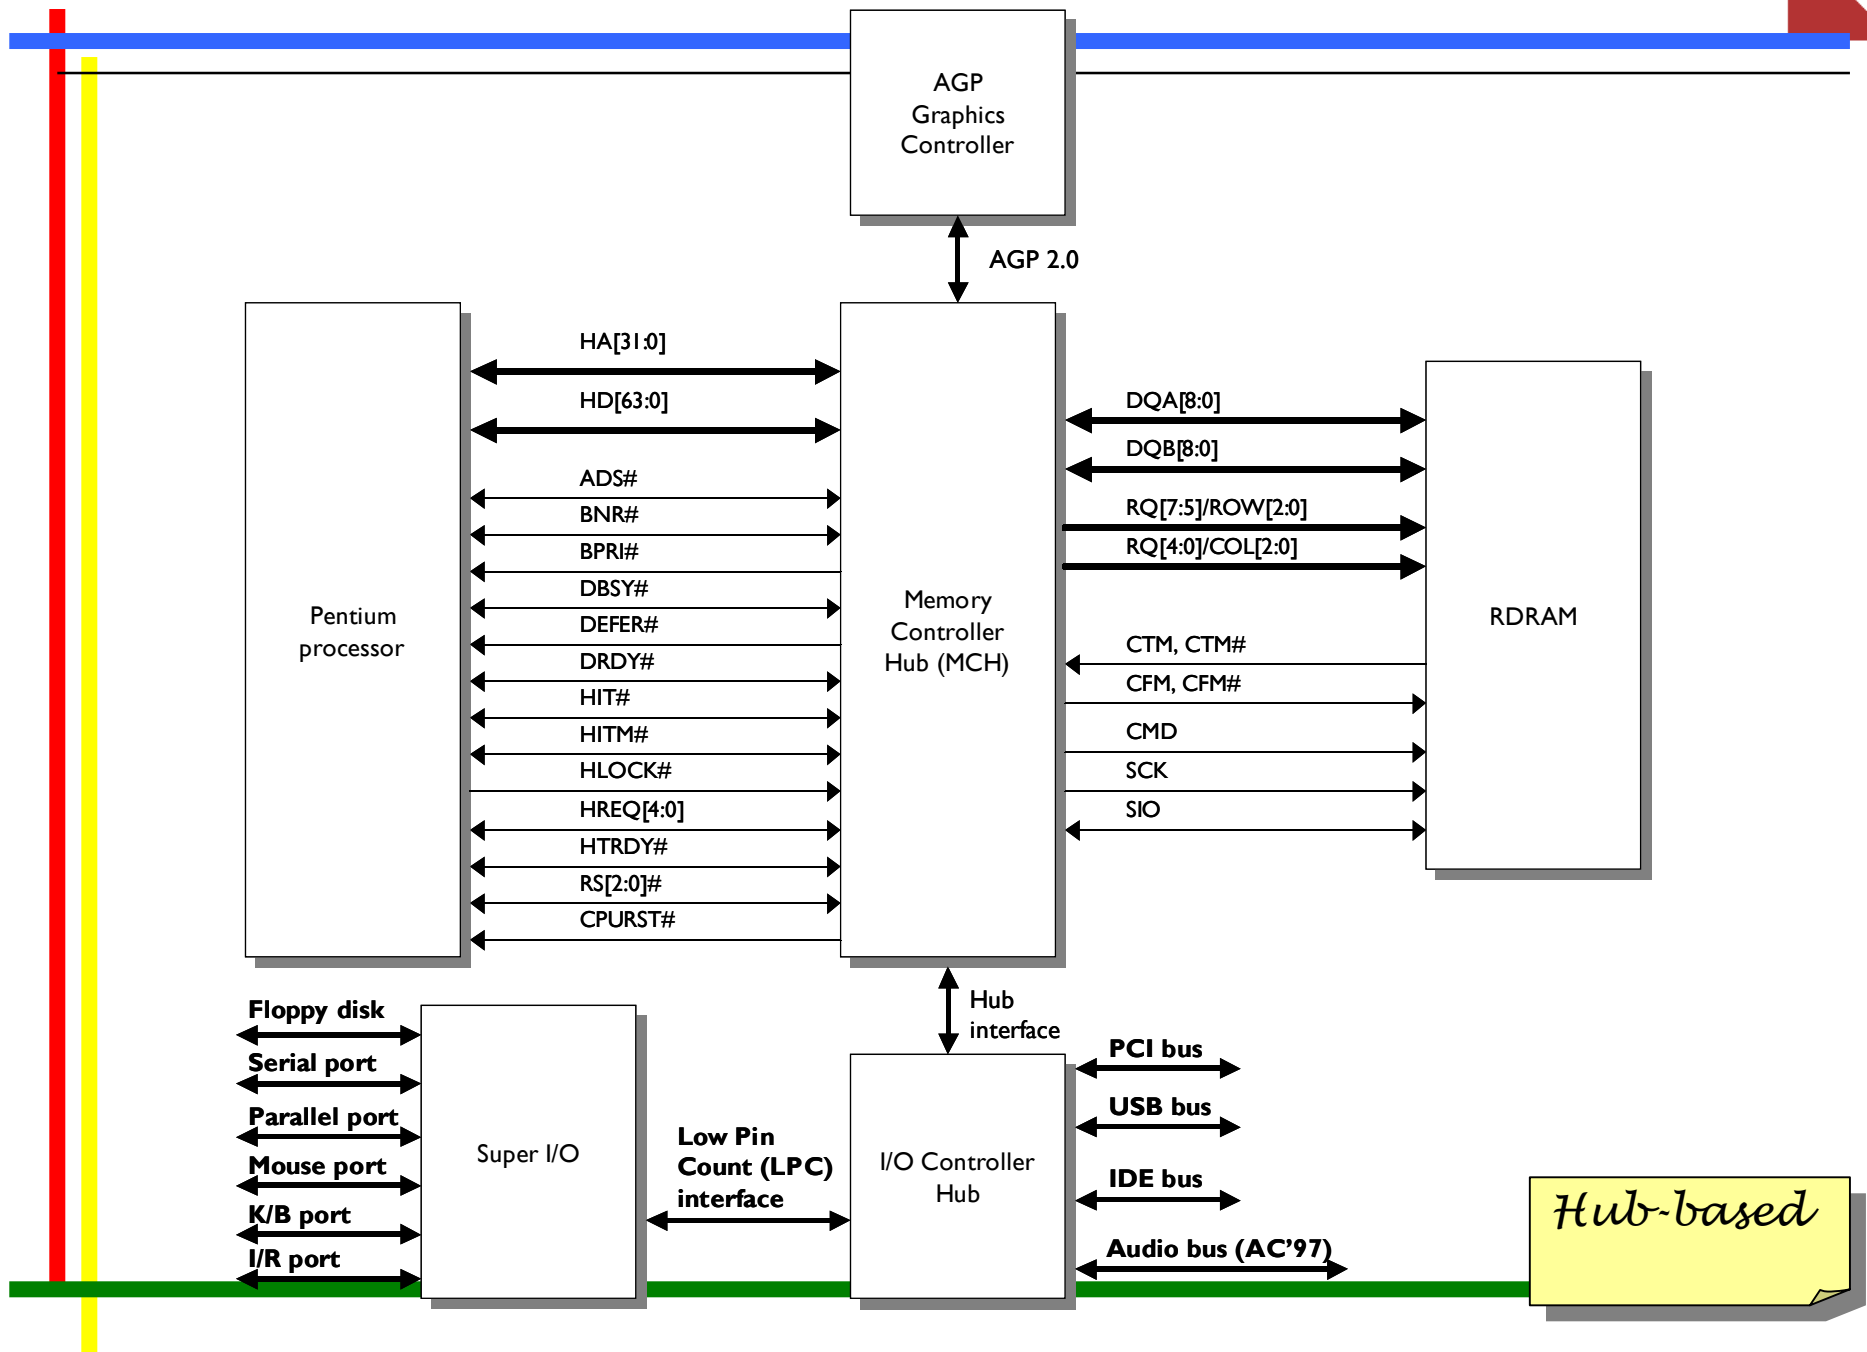 AGP
Graphics
Controller
AGP 2.0
HA[31:0]
HD[63:0]
ADS#
BNR#
BPRI#
DBSY#
DEFER#
DRDY#
HIT#
HITM#
HLOCK#
HREQ[4:0]
HTRDY#
RS[2:0]#
CPURST#
Pentium
processor
Memory
Controller
Hub (MCH)
DQA[8:0]
DQB[8:0]
RQ[7:5]/ROW[2:0]
RQ[4:0]/COL[2:0]
CTM, CTM#
CFM, CFM#
CMD
SCK
SIO
RDRAM
Hub
interface
Floppy disk
Serial port
Parallel port
Mouse port
K/B port
I/R port
Super I/O
Low Pin
Count (LPC)
interface
I/O Controller
Hub
PCI bus
USB bus
IDE bus
Audio bus (AC’97)
Hub-based